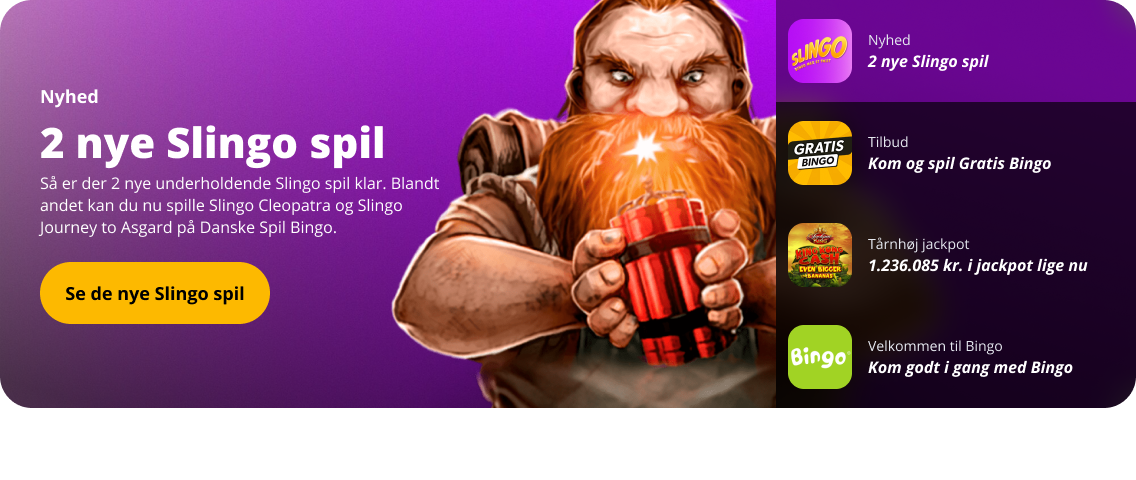 Nyhed
2 nye Slingo spil
Så er der 2 nye underholdende Slingo spil klar. Blandt
andet kan du nu spille Slingo Cleopatra og Slingo
Journey to Asgard på Danske Spil Bingo.
Se de nye Slingo spil
SLINGO
Nyhed
2 nye Slingo spil
GRATIS
BINGO
Tilbud
Kom og spil Gratis Bingo
CASH
EVEN BIGGER
BANANAS
Tårnhøj jackpot
1.236.085 kr. i jackpot lige nu
Bingo
Velkommen til Bingo
Kom godt i gang med Bingo